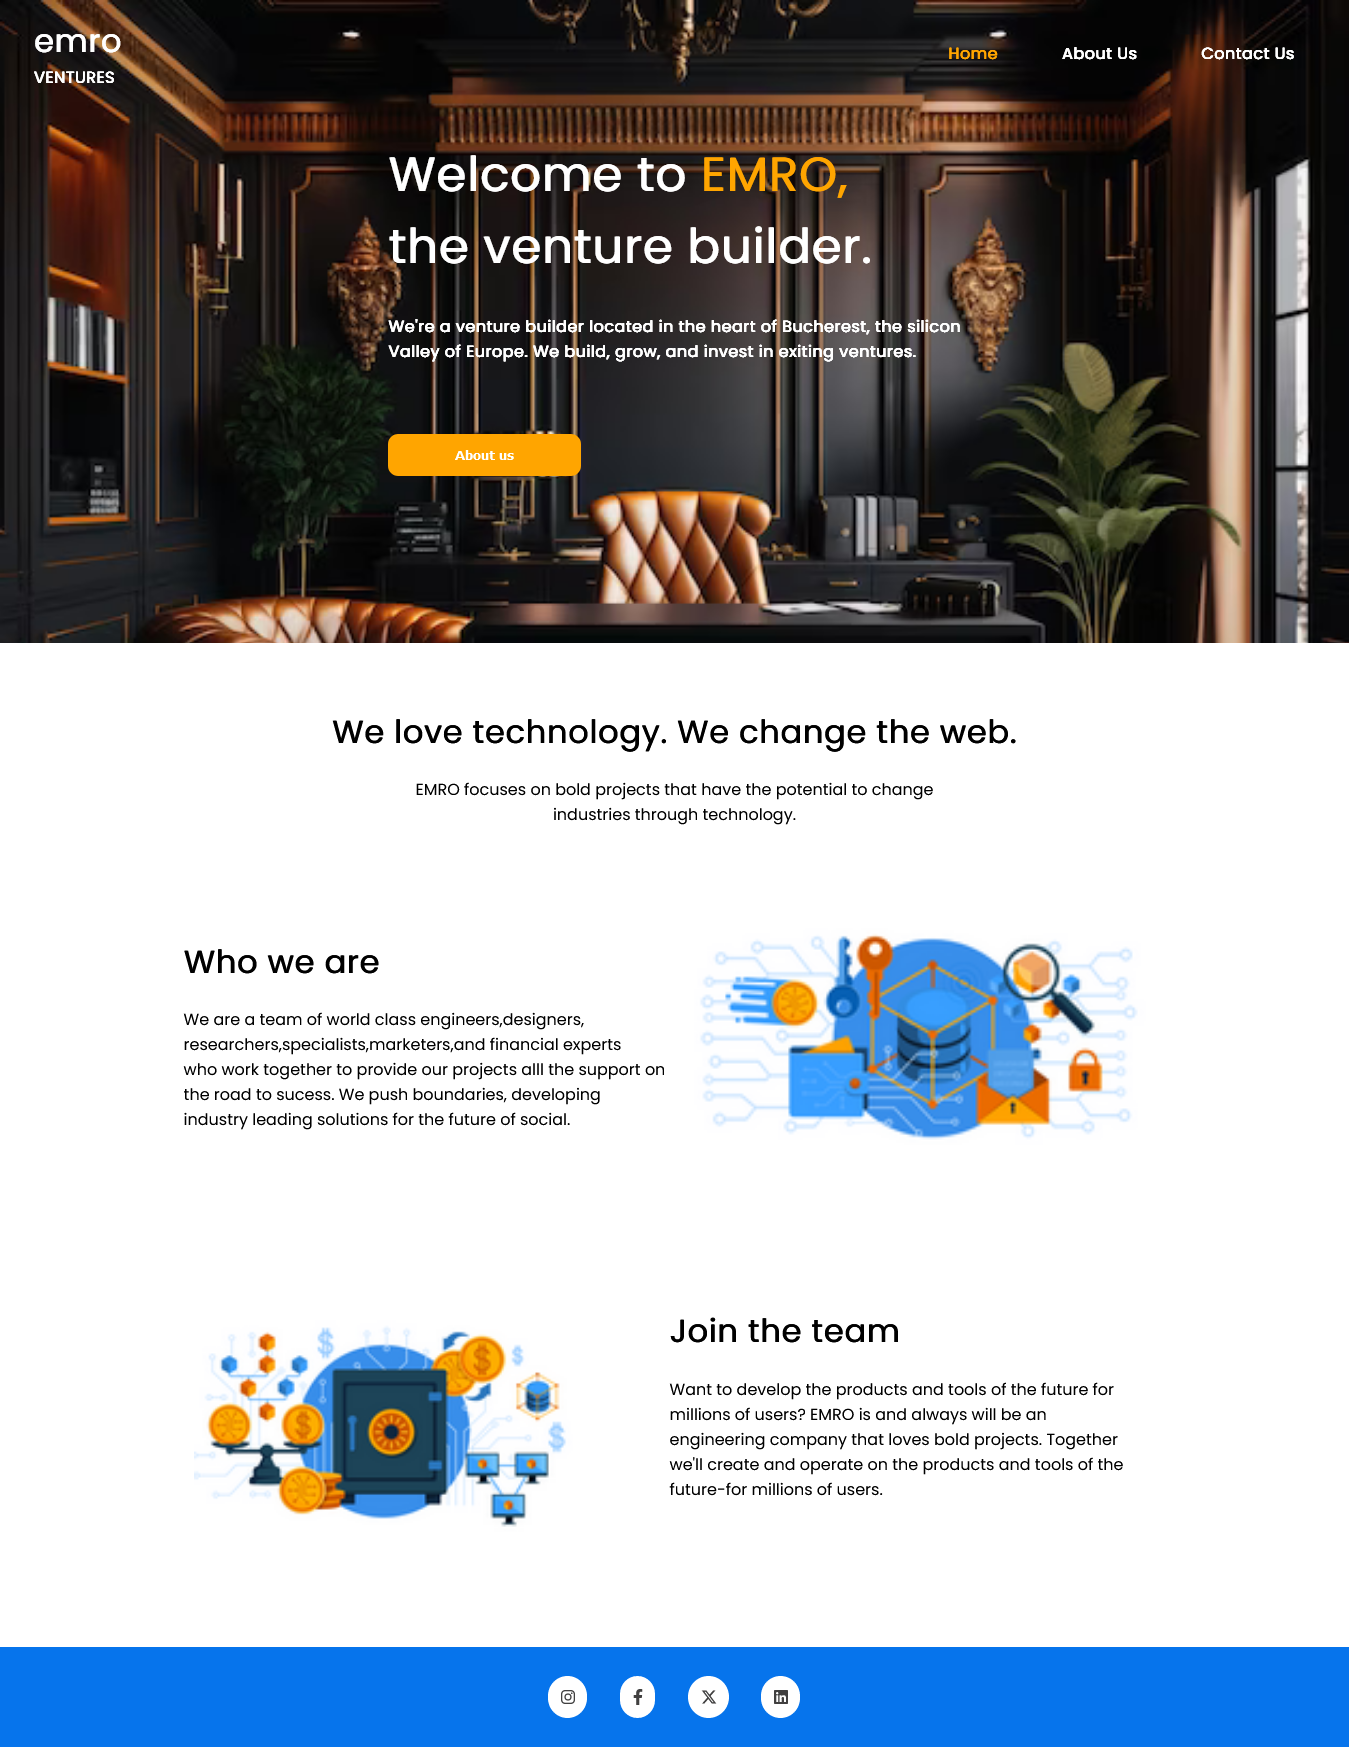 emro
VENTURES
Home
About Us
Contact Us
Welcome to EMRO,
the venture builder.
We're a venture builder located in the heart of Bucherest, the silicon
Valley of Europe. We build, grow, and invest in exiting ventures.
About us
We love technology. We change the web.
EMRO focuses on bold projects that have the potential to change
industries through technology.
Who we are
We are a team of world class engineers,designers,
researchers,specialists,marketers,and financial experts
who work together to provide our projects alll the support on
the road to sucess. We push boundaries, developing
industry leading solutions for the future of social.
Join the team
Want to develop the products and tools of the future for
millions of users? EMRO is and always will be an
engineering company that loves bold projects. Together
we'll create and operate on the products and tools of the
future-for millions of users.